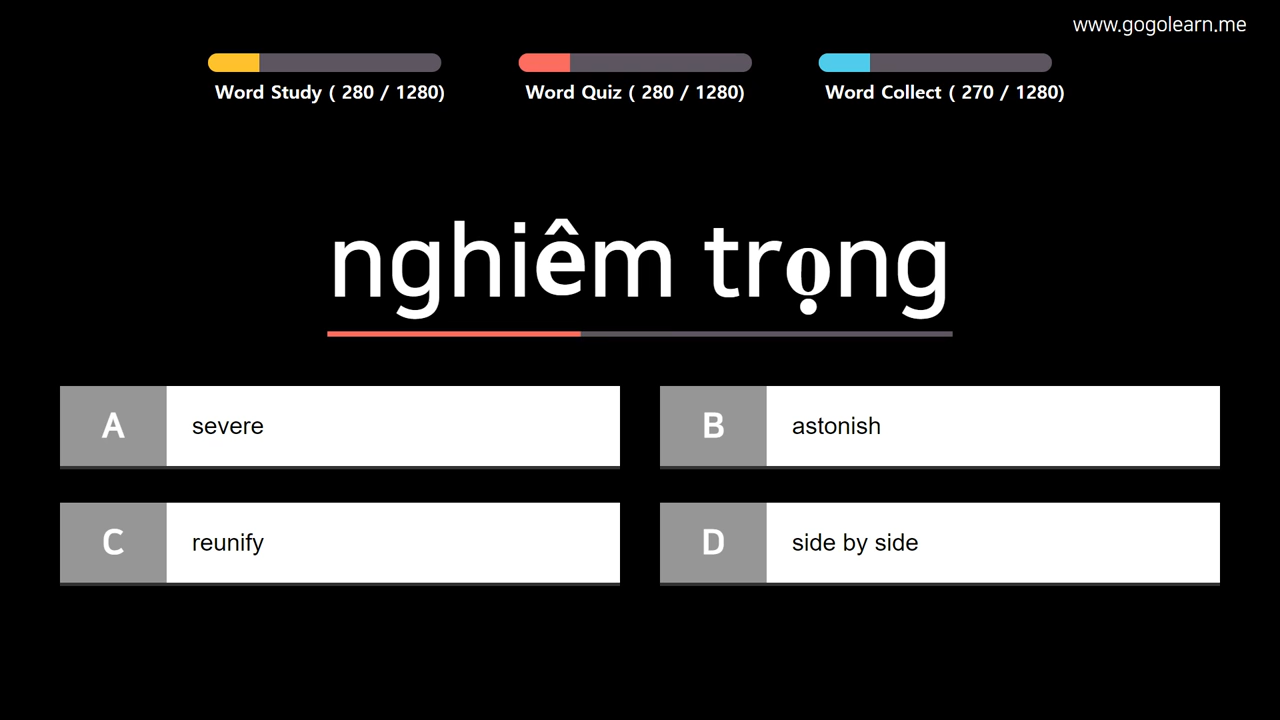 www.gogolearn.me
Word Study ( 280 / 1280)
Word Quiz ( 280 / 1280)
Word Collect ( 270 / 1280)
nghiêm trọng
A severe
B astonish
C reunify
D side by side